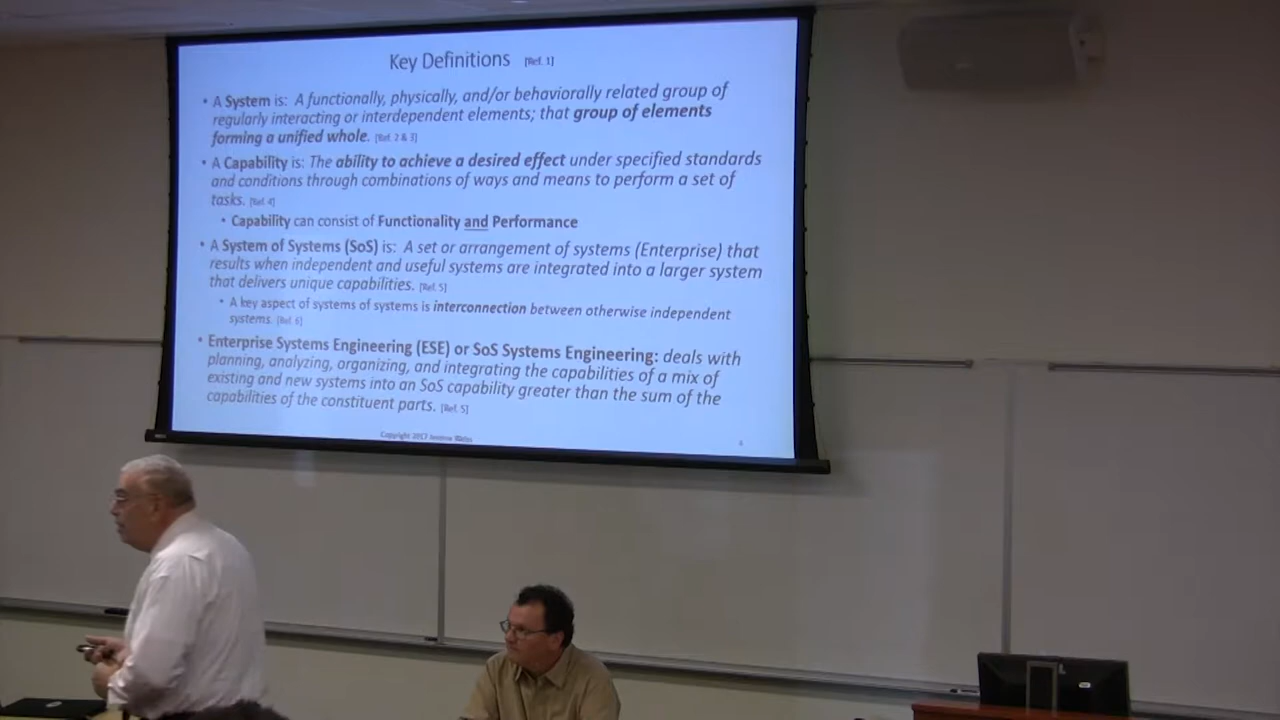 Key Definitions [Ref. 1]
• A System is: A functionally, physically, and/or behaviorally related group of
regularly interacting or interdependent elements; that group of elements
forming a unified whole. [Ref. 2 & 3]
• A Capability is: The ability to achieve a desired effect under specified standards
and conditions through combinations of ways and means to perform a set of
tasks. [Ref. 4]
• Capability can consist of Functionality and Performance
• A System of Systems (SoS) is: A set or arrangement of systems (Enterprise) that
results when independent and useful systems are integrated into a larger system
that delivers unique capabilities. [Ref. 5]
• A key aspect of systems of systems is interconnection between otherwise independent
systems. [Ref. 6]
• Enterprise Systems Engineering (ESE) or SoS Systems Engineering: deals with
planning, analyzing, organizing, and integrating the capabilities of a mix of
existing and new systems into an SoS capability greater than the sum of the
capabilities of the constituent parts. [Ref. 5]
Copyright 2017